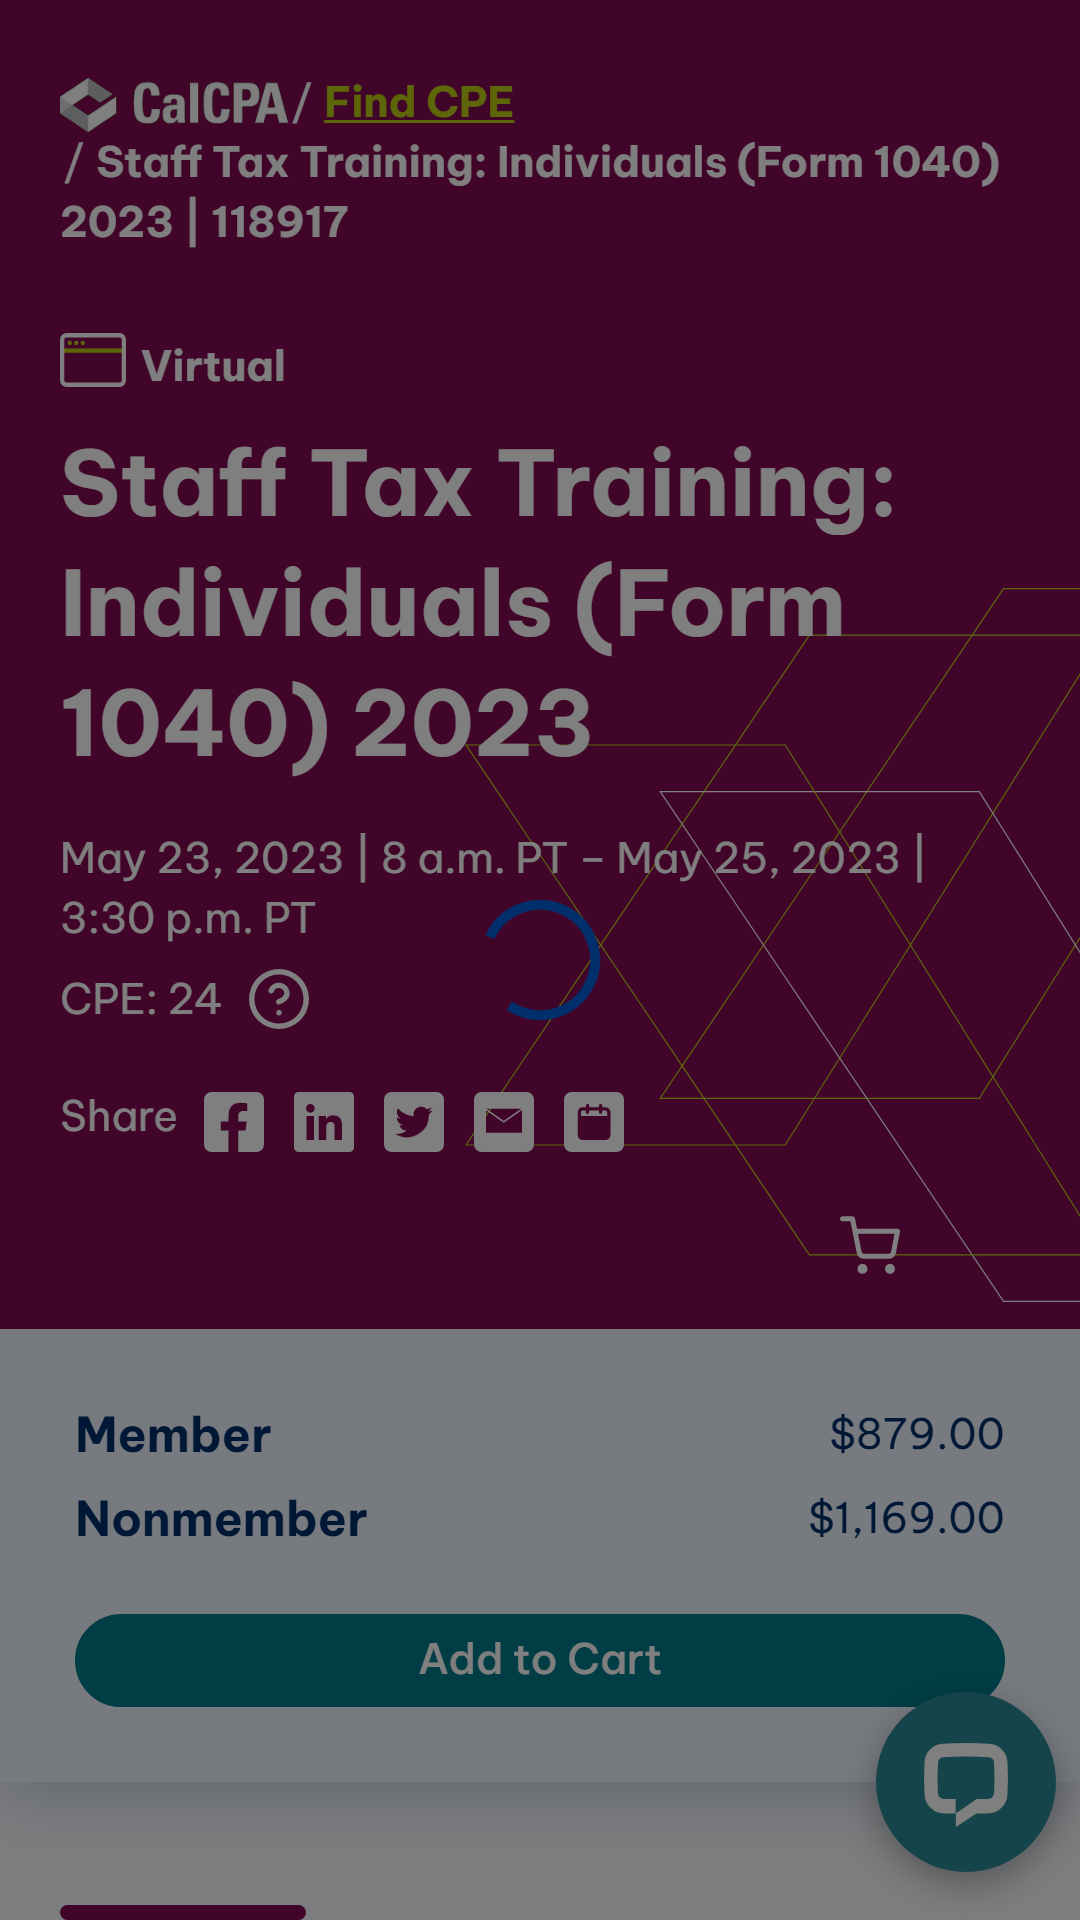 CalCPA / Find CPE
/ Staff Tax Training: Individuals (Form 1040)
2023 | 118917
Virtual
Staff Tax Training:
Individuals (Form
1040) 2023
May 23, 2023 | 8 a.m. PT – May 25, 2023 |
3:30 p.m. PT
CPE: 24 ?
Share
Member $879.00
Nonmember $1,169.00
Add to Cart